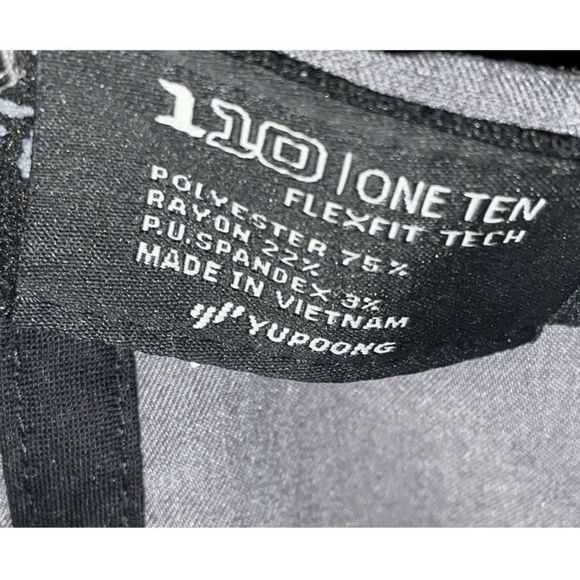 110 | ONE TEN
FLEXFIT TECH
POLYESTER 75%
RAYON 22%
P.U.SPANDEX 3%
MADE IN VIETNAM
YUPOONG